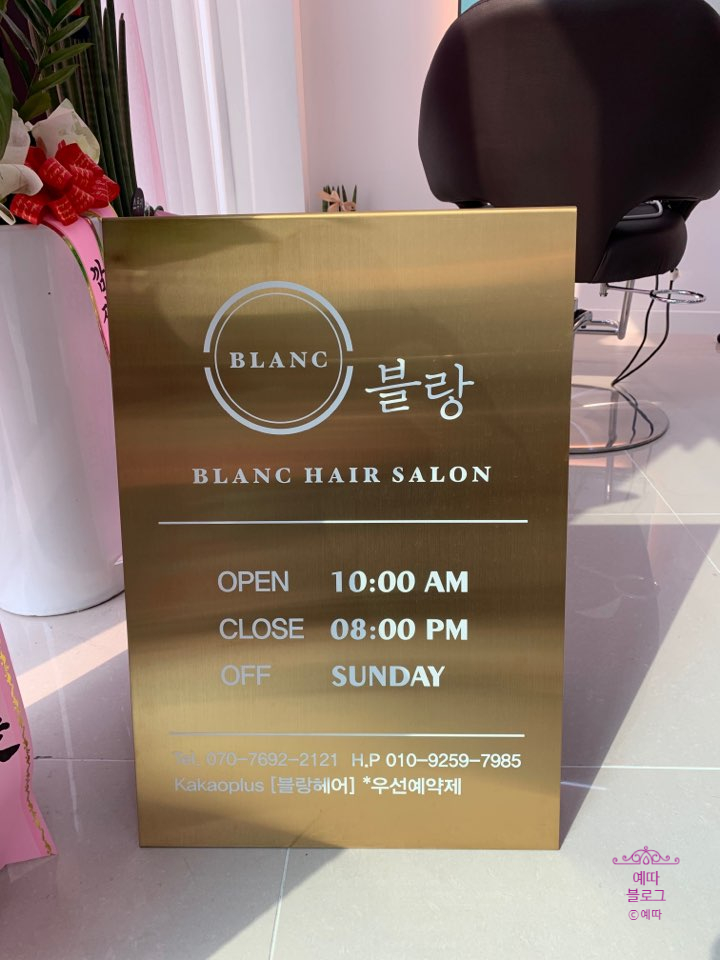 BLANC
블랑
BLANC HAIR SALON
OPEN 10:00 AM
CLOSE 08:00 PM
OFF SUNDAY
Tel. 070-7692-2121 H.P 010-9259-7985
Kakaoplus [블랑헤어] *우선예약제
예따
블로그
ⓒ예따